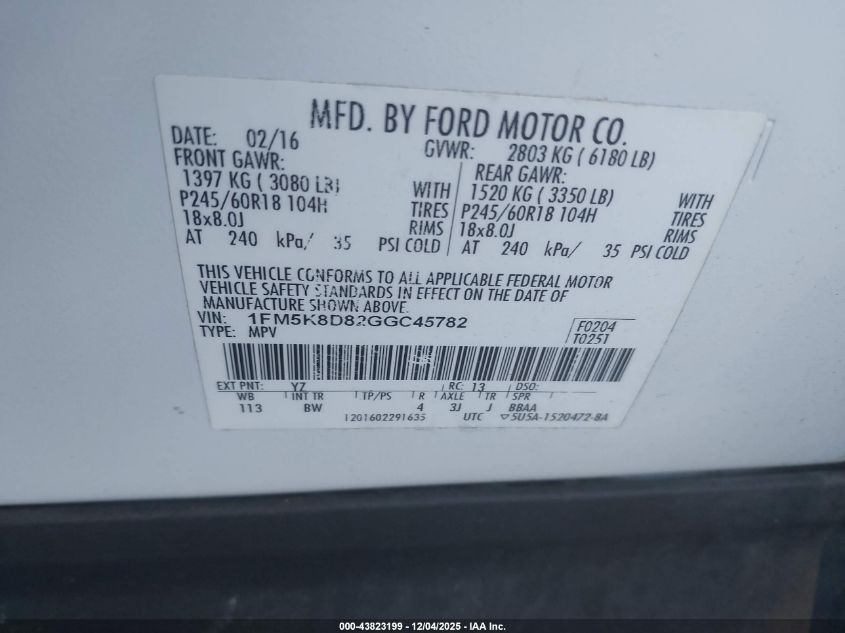 MFD. BY FORD MOTOR CO.
DATE: 02/16 GVWR: 2803 KG ( 6180 LB)
FRONT GAWR: REAR GAWR:
1397 KG ( 3080 LB) WITH 1520 KG ( 3350 LB) WITH
P245/60R18 104H TIRES P245/60R18 104H TIRES
18x8.0J RIMS 18x8.0J RIMS
AT 240 kPa/ 35 PSI COLD AT 240 kPa/ 35 PSI COLD
THIS VEHICLE CONFORMS TO ALL APPLICABLE FEDERAL MOTOR
VEHICLE SAFETY STANDARDS IN EFFECT ON THE DATE OF
MANUFACTURE SHOWN ABOVE.
VIN: 1FM5K8D82GGC45782 F0204
TYPE: MPV T0251
EXT PNT: YZ RC: 13 DSO:
WB INT TR TP/PS R AXLE TR SPR
113 BW 4 3J J BBAA
1201602291635 UTC ▽5U5A-1520472-8A
000-43823199 - 12/04/2025 - IAA Inc.